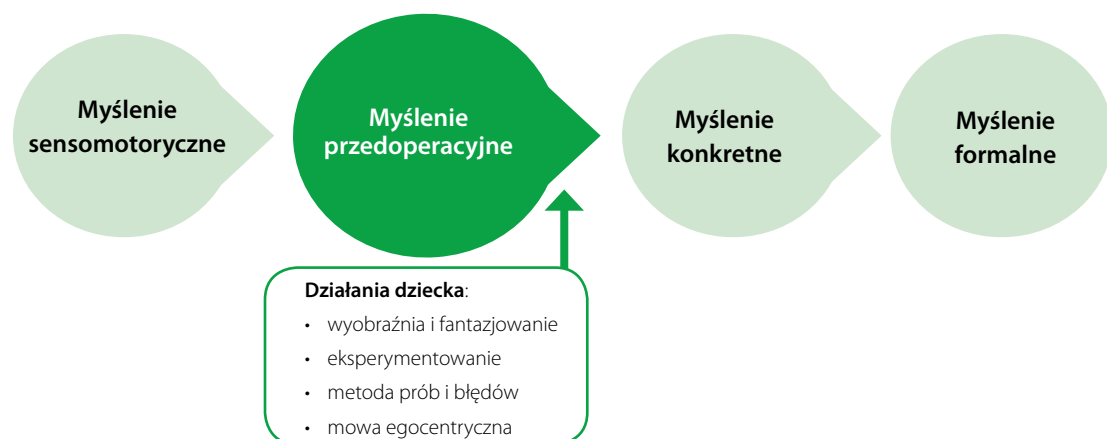 Myślenie
sensomotoryczne
Myślenie
przedoperacyjne
Myślenie
konkretne
Myślenie
formalne
Działania dziecka:
• wyobraźnia i fantazjowanie
• eksperymentowanie
• metoda prób i błędów
• mowa egocentryczna